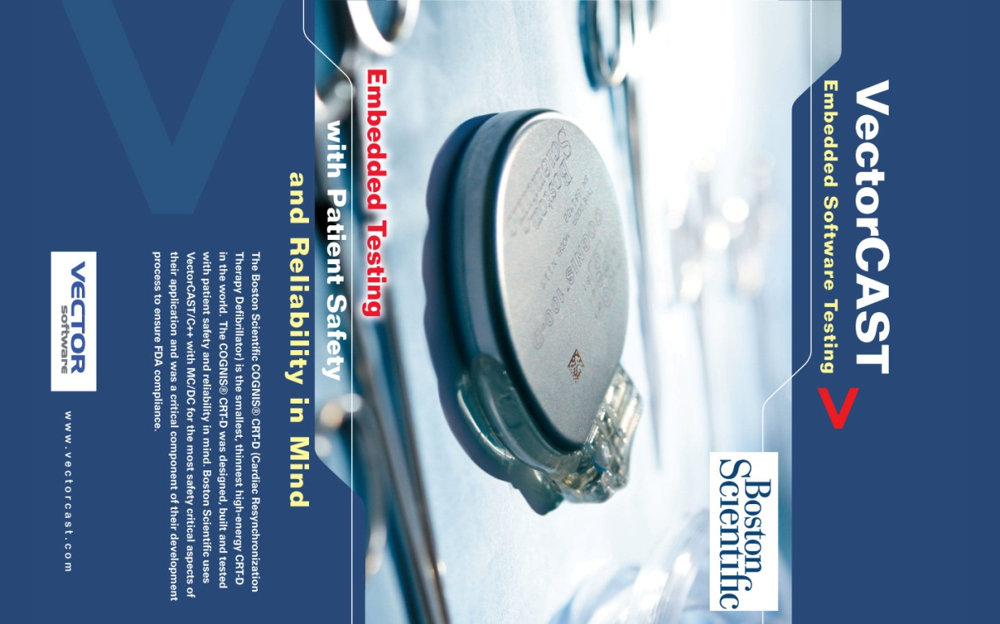 VectorCAST
Embedded Software Testing
Boston
Scientific
Embedded Testing
with Patient Safety
and Reliability in Mind
The Boston Scientific COGNIS® CRT-D (Cardiac Resynchronization
Therapy Defibrillator) is the smallest, thinnest high-energy CRT-D
in the world. The COGNIS® CRT-D was designed, built and tested
with patient safety and reliability in mind. Boston Scientific uses
VectorCAST/C++ with MC/DC for the most safety critical aspects of
their application and was a critical component of their development
process to ensure FDA compliance.
VECTOR
software
www.vectorcast.com